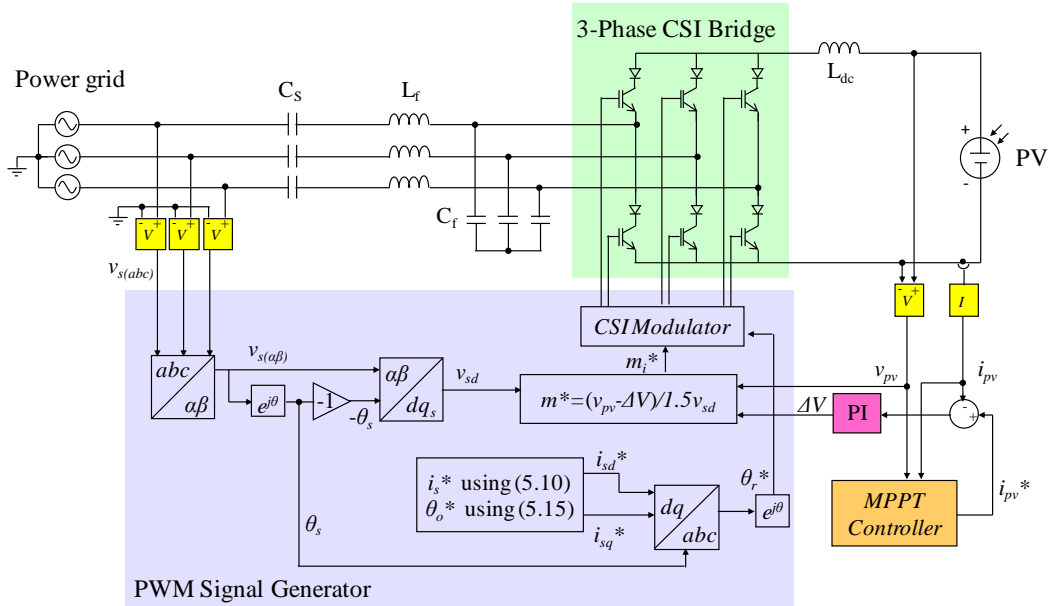 3-Phase CSI Bridge
Power grid
C_S
L_f
L_dc
+
PV
-
C_f
- + - + - +
V V V
v_s(abc)
- +
V
I
CSI Modulator
v_s(αβ)
m_i*
v_pv
i_pv
abc
αβ
e^jθ
-1
-θ_s
αβ
dq_s
v_sd
m*=(v_pv-ΔV)/1.5v_sd
ΔV
PI
-
+
i_s* using (5.10)
θ_o* using (5.15)
i_sd*
i_sq*
θ_r*
dq
abc
e^jθ
MPPT
Controller
i_pv*
θ_s
PWM Signal Generator